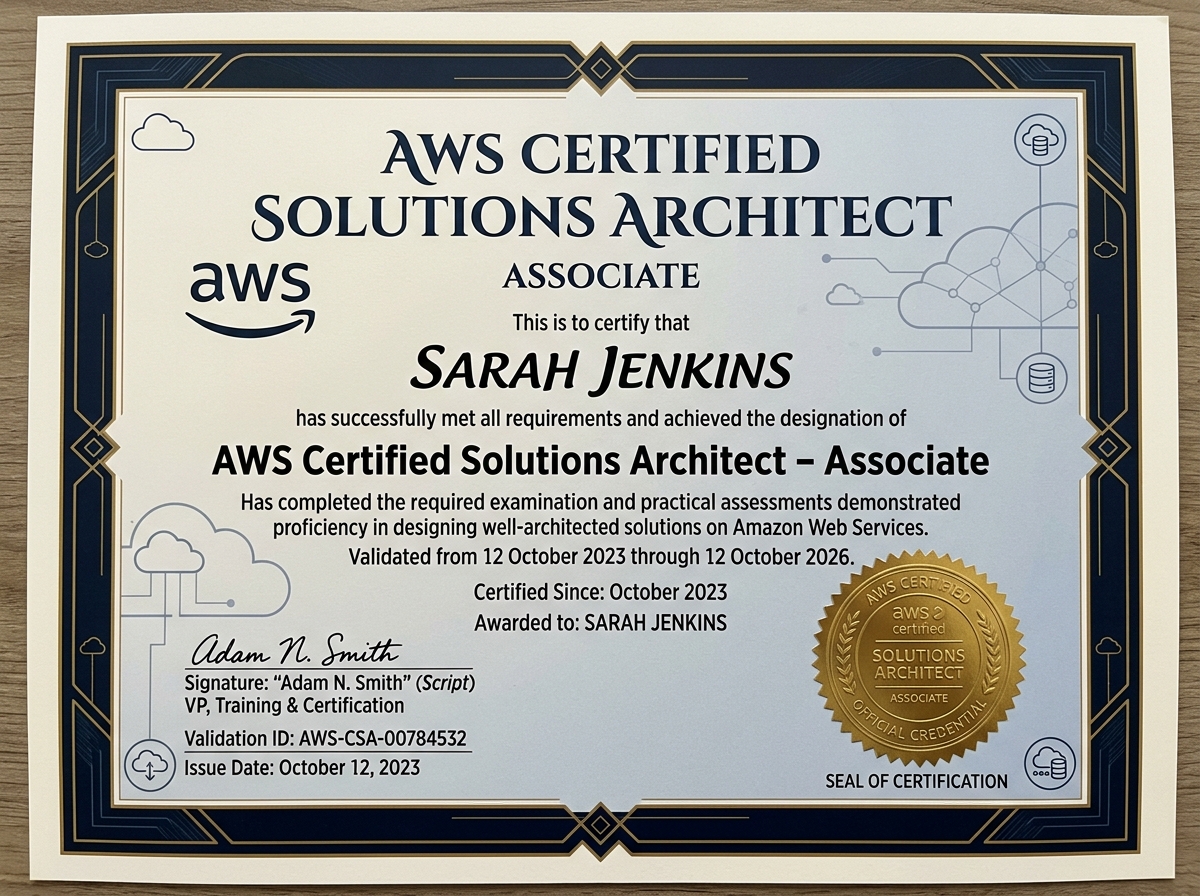 AWS CERTIFIED
SOLUTIONS ARCHITECT
ASSOCIATE
aws
This is to certify that
SARAH JENKINS
has successfully met all requirements and achieved the designation of
AWS Certified Solutions Architect – Associate
Has completed the required examination and practical assessments demonstrated
proficiency in designing well-architected solutions on Amazon Web Services.
Validated from 12 October 2023 through 12 October 2026.
Certified Since: October 2023
Awarded to: SARAH JENKINS
Adam N. Smith
Signature: “Adam N. Smith” (Script)
VP, Training & Certification
Validation ID: AWS-CSA-00784532
Issue Date: October 12, 2023
AWS CERTIFIED
aws
certified
SOLUTIONS
ARCHITECT
ASSOCIATE
OFFICIAL CREDENTIAL
SEAL OF CERTIFICATION